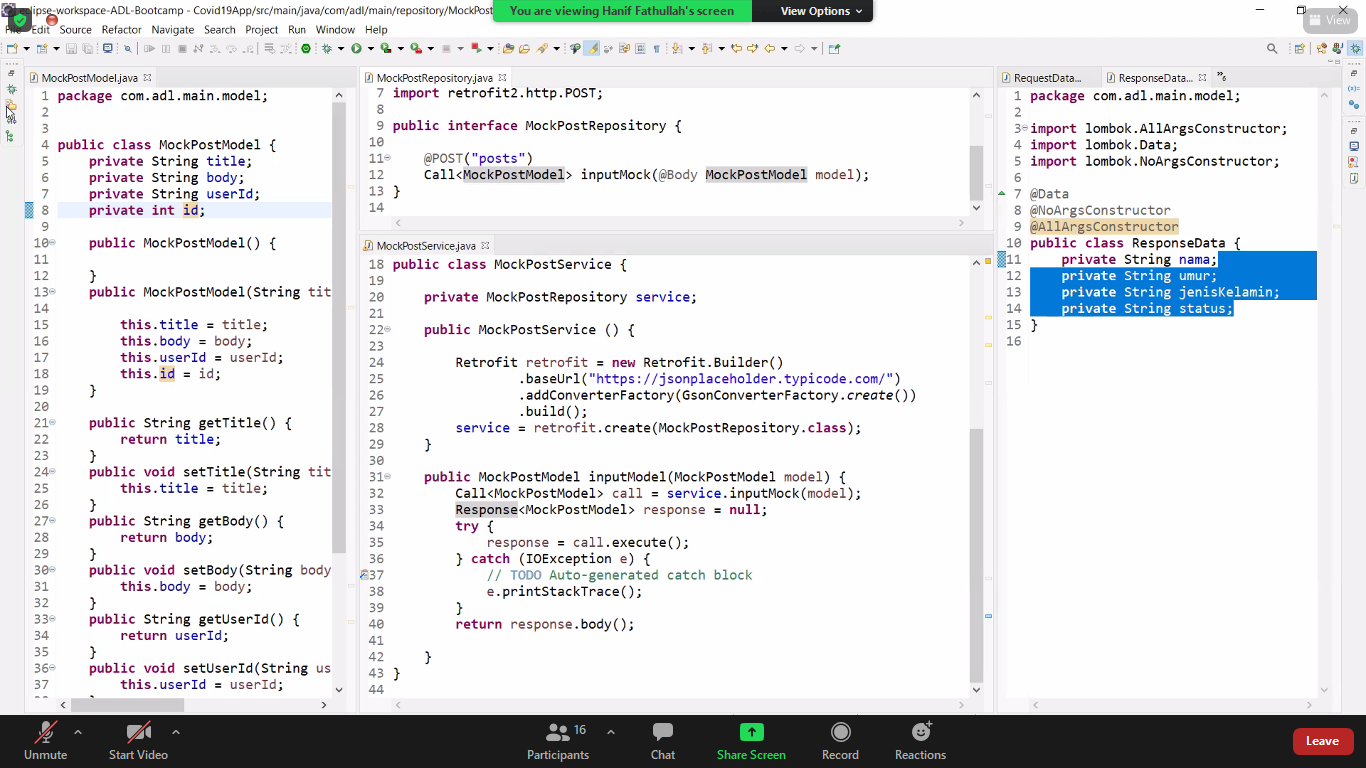 eclipse-workspace-ADL-Bootcamp - Covid19App/src/main/java/com/adl/main/repository/MockPos
You are viewing Hanif Fathullah's screen
View Options
View
File Edit Source Refactor Navigate Search Project Run Window Help
MockPostModel.java
1 package com.adl.main.model;
2
3
4 public class MockPostModel {
5 private String title;
6 private String body;
7 private String userId;
8 private int id;
9
10 public MockPostModel() {
11
12 }
13 public MockPostModel(String tit
14
15 this.title = title;
16 this.body = body;
17 this.userId = userId;
18 this.id = id;
19 }
20
21 public String getTitle() {
22 return title;
23 }
24 public void setTitle(String tit
25 this.title = title;
26 }
27 public String getBody() {
28 return body;
29 }
30 public void setBody(String body
31 this.body = body;
32 }
33 public String getUserId() {
34 return userId;
35 }
36 public void setUserId(String us
37 this.userId = userId;
MockPostRepository.java
7 import retrofit2.http.POST;
8
9 public interface MockPostRepository {
10
11 @POST("posts")
12 Call<MockPostModel> inputMock(@Body MockPostModel model);
13 }
14
MockPostService.java
18 public class MockPostService {
19
20 private MockPostRepository service;
21
22 public MockPostService () {
23
24 Retrofit retrofit = new Retrofit.Builder()
25 .baseUrl("https://jsonplaceholder.typicode.com/")
26 .addConverterFactory(GsonConverterFactory.create())
27 .build();
28 service = retrofit.create(MockPostRepository.class);
29 }
30
31 public MockPostModel inputModel(MockPostModel model) {
32 Call<MockPostModel> call = service.inputMock(model);
33 Response<MockPostModel> response = null;
34 try {
35 response = call.execute();
36 } catch (IOException e) {
37 // TODO Auto-generated catch block
38 e.printStackTrace();
39 }
40 return response.body();
41
42 }
43 }
44
RequestData...
ResponseData...
»6
1 package com.adl.main.model;
2
3 import lombok.AllArgsConstructor;
4 import lombok.Data;
5 import lombok.NoArgsConstructor;
6
7 @Data
8 @NoArgsConstructor
9 @AllArgsConstructor
10 public class ResponseData {
11 private String nama;
12 private String umur;
13 private String jenisKelamin;
14 private String status;
15 }
16
Unmute
Start Video
Participants
16
Chat
Share Screen
Record
Reactions
Leave